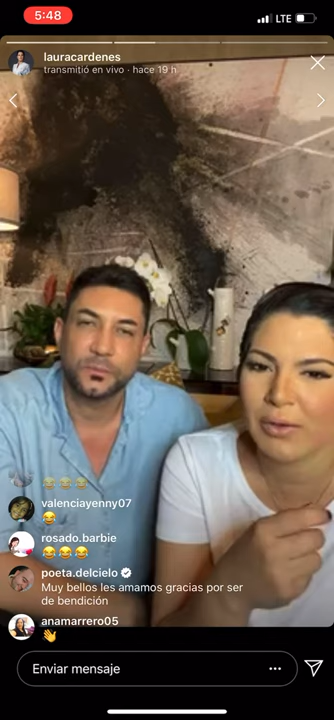 5:48
LTE
lauracardenes
transmitió en vivo · hace 19 h
😂😂😂
valenciayenny07
😂
rosado.barbie
😂😂😂
poeta.delcielo
Muy bellos les amamos gracias por ser
de bendición
anamarrero05
👋
Enviar mensaje